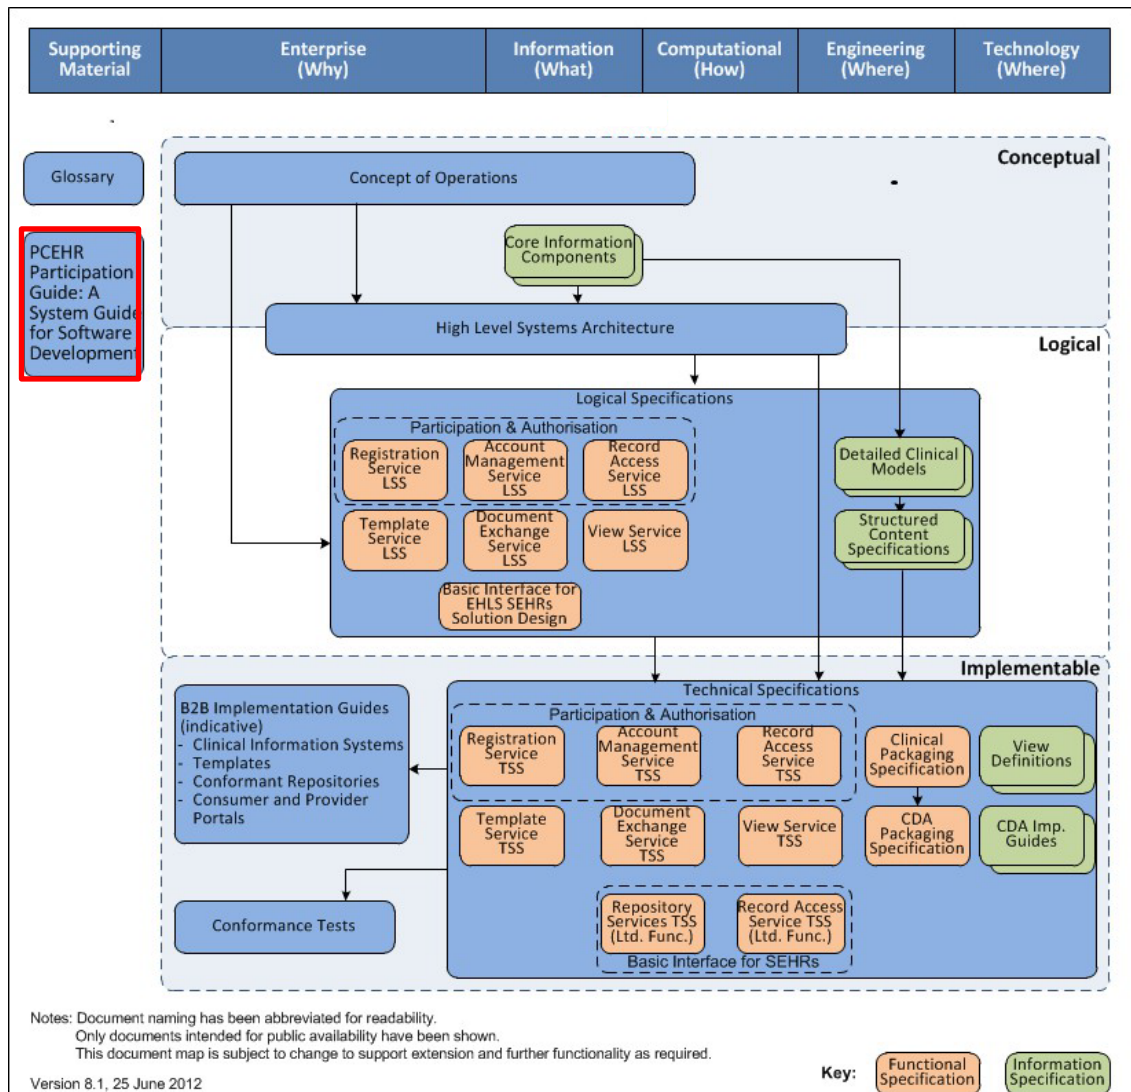 Supporting
Material
Enterprise
(Why)
Information
(What)
Computational
(How)
Engineering
(Where)
Technology
(Where)
Conceptual
Glossary
Concept of Operations
PCEHR
Participation
Guide: A
System Guide
for Software
Development
Core Information
Components
High Level Systems Architecture
Logical
Logical Specifications
Participation & Authorisation
Registration
Service
LSS
Account
Management
Service
LSS
Record
Access
Service
LSS
Detailed Clinical
Models
Template
Service
LSS
Document
Exchange
Service
LSS
View Service
LSS
Structured
Content
Specifications
Basic Interface for
EHLS SEHRs
Solution Design
Implementable
Technical Specifications
B2B Implementation Guides
(indicative)
- Clinical Information Systems
- Templates
- Conformant Repositories
- Consumer and Provider
Portals
Participation & Authorisation
Registration
Service
TSS
Account
Management
Service
TSS
Record
Access
Service
TSS
Clinical
Packaging
Specification
View
Definitions
Template
Service
TSS
Document
Exchange
Service
TSS
View Service
TSS
CDA
Packaging
Specification
CDA Imp.
Guides
Conformance Tests
Repository
Services TSS
(Ltd. Func.)
Record Access
Service TSS
(Ltd. Func.)
Basic Interface for SEHRs
Notes: Document naming has been abbreviated for readability.
Only documents intended for public availability have been shown.
This document map is subject to change to support extension and further functionality as required.
Version 8.1, 25 June 2012
Key:
Functional
Specification
Information
Specification